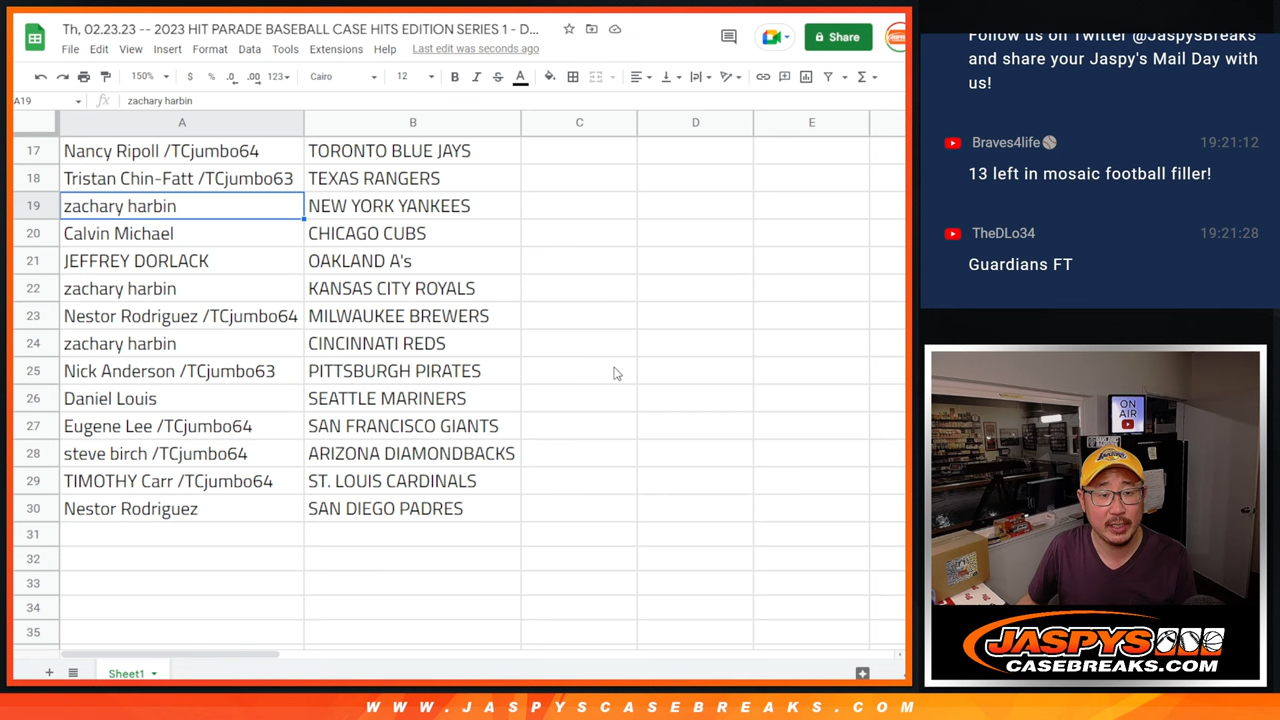 Th, 02.23.23 -- 2023 HIT PARADE BASEBALL CASE HITS EDITION SERIES 1 - D...
File Edit View Insert Format Data Tools Extensions Help Last edit was seconds ago
Share
150% $ % .0 .00 123 Cairo 12 B I S A
A19 fx zachary harbin
A B C D E
17 Nancy Ripoll /TCjumbo64 TORONTO BLUE JAYS
18 Tristan Chin-Fatt /TCjumbo63 TEXAS RANGERS
19 zachary harbin NEW YORK YANKEES
20 Calvin Michael CHICAGO CUBS
21 JEFFREY DORLACK OAKLAND A's
22 zachary harbin KANSAS CITY ROYALS
23 Nestor Rodriguez /TCjumbo64 MILWAUKEE BREWERS
24 zachary harbin CINCINNATI REDS
25 Nick Anderson /TCjumbo63 PITTSBURGH PIRATES
26 Daniel Louis SEATTLE MARINERS
27 Eugene Lee /TCjumbo64 SAN FRANCISCO GIANTS
28 steve birch /TCjumbo64 ARIZONA DIAMONDBACKS
29 TIMOTHY Carr /TCjumbo64 ST. LOUIS CARDINALS
30 Nestor Rodriguez SAN DIEGO PADRES
31
32
33
34
35
Sheet1
Follow us on Twitter @JaspysBreaks
and share your Jaspy's Mail Day with
us!
Braves4life 19:21:12
13 left in mosaic football filler!
TheDLo34 19:21:28
Guardians FT
ON
AIR
JASPYS
CASEBREAKS.COM
WWW.JASPYSCASEBREAKS.COM